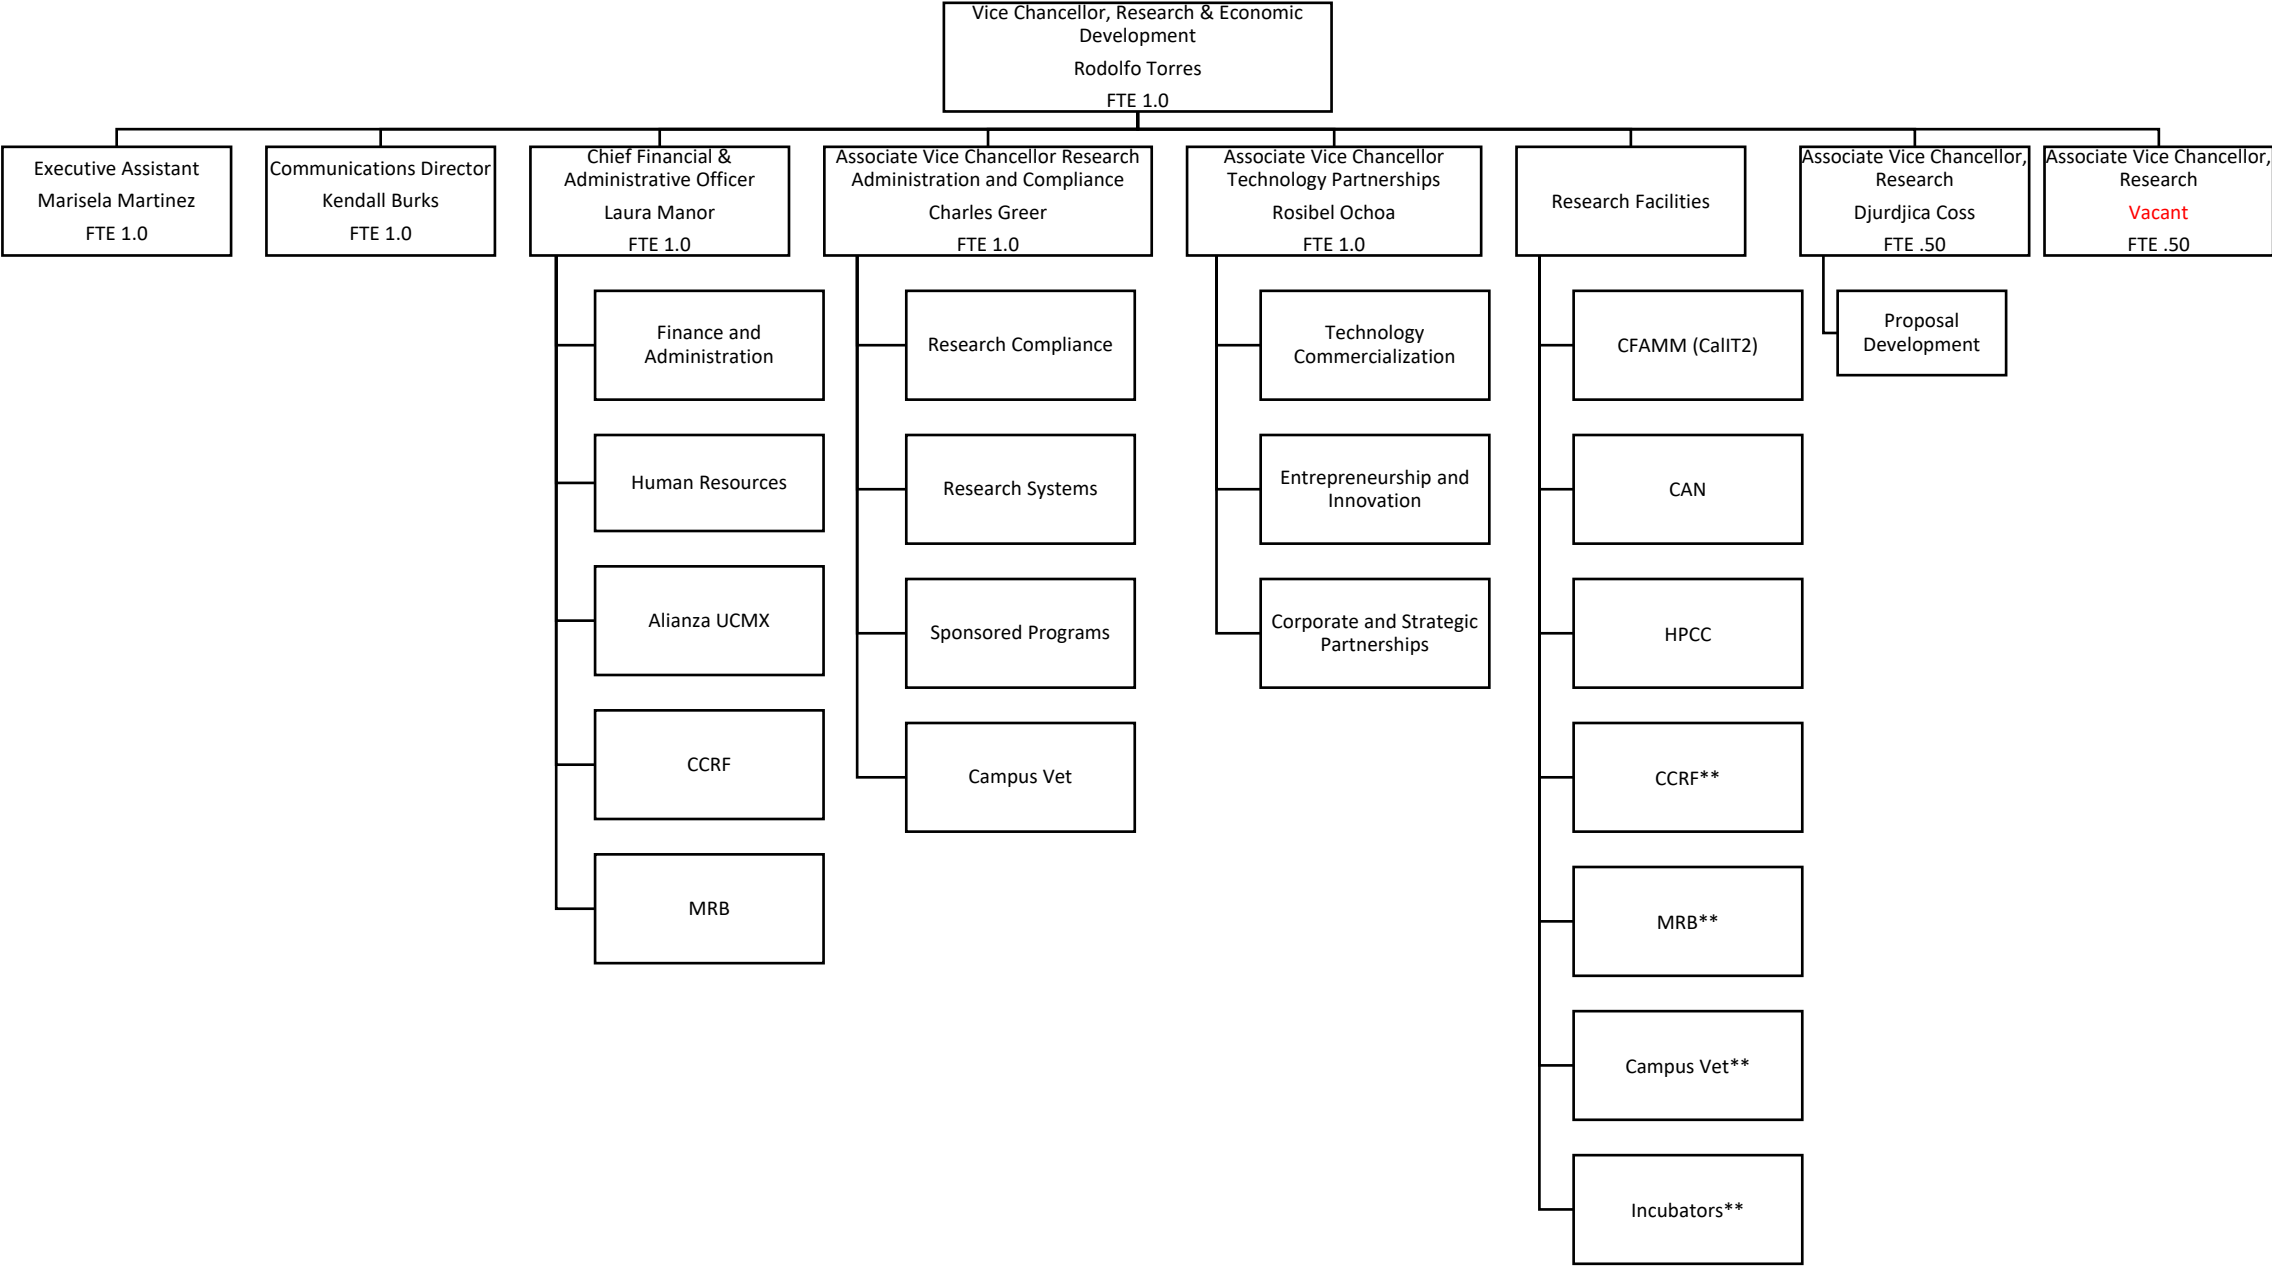 Vice Chancellor, Research & Economic
Development
Rodolfo Torres
FTE 1.0
Executive Assistant
Marisela Martinez
FTE 1.0
Communications Director
Kendall Burks
FTE 1.0
Chief Financial &
Administrative Officer
Laura Manor
FTE 1.0
Associate Vice Chancellor Research
Administration and Compliance
Charles Greer
FTE 1.0
Associate Vice Chancellor
Technology Partnerships
Rosibel Ochoa
FTE 1.0
Research Facilities
Associate Vice Chancellor,
Research
Djurdjica Coss
FTE .50
Associate Vice Chancellor,
Research
Vacant
FTE .50
Finance and
Administration
Human Resources
Alianza UCMX
CCRF
MRB
Research Compliance
Research Systems
Sponsored Programs
Campus Vet
Technology
Commercialization
Entrepreneurship and
Innovation
Corporate and Strategic
Partnerships
CFAMM (CalIT2)
CAN
HPCC
CCRF**
MRB**
Campus Vet**
Incubators**
Proposal
Development